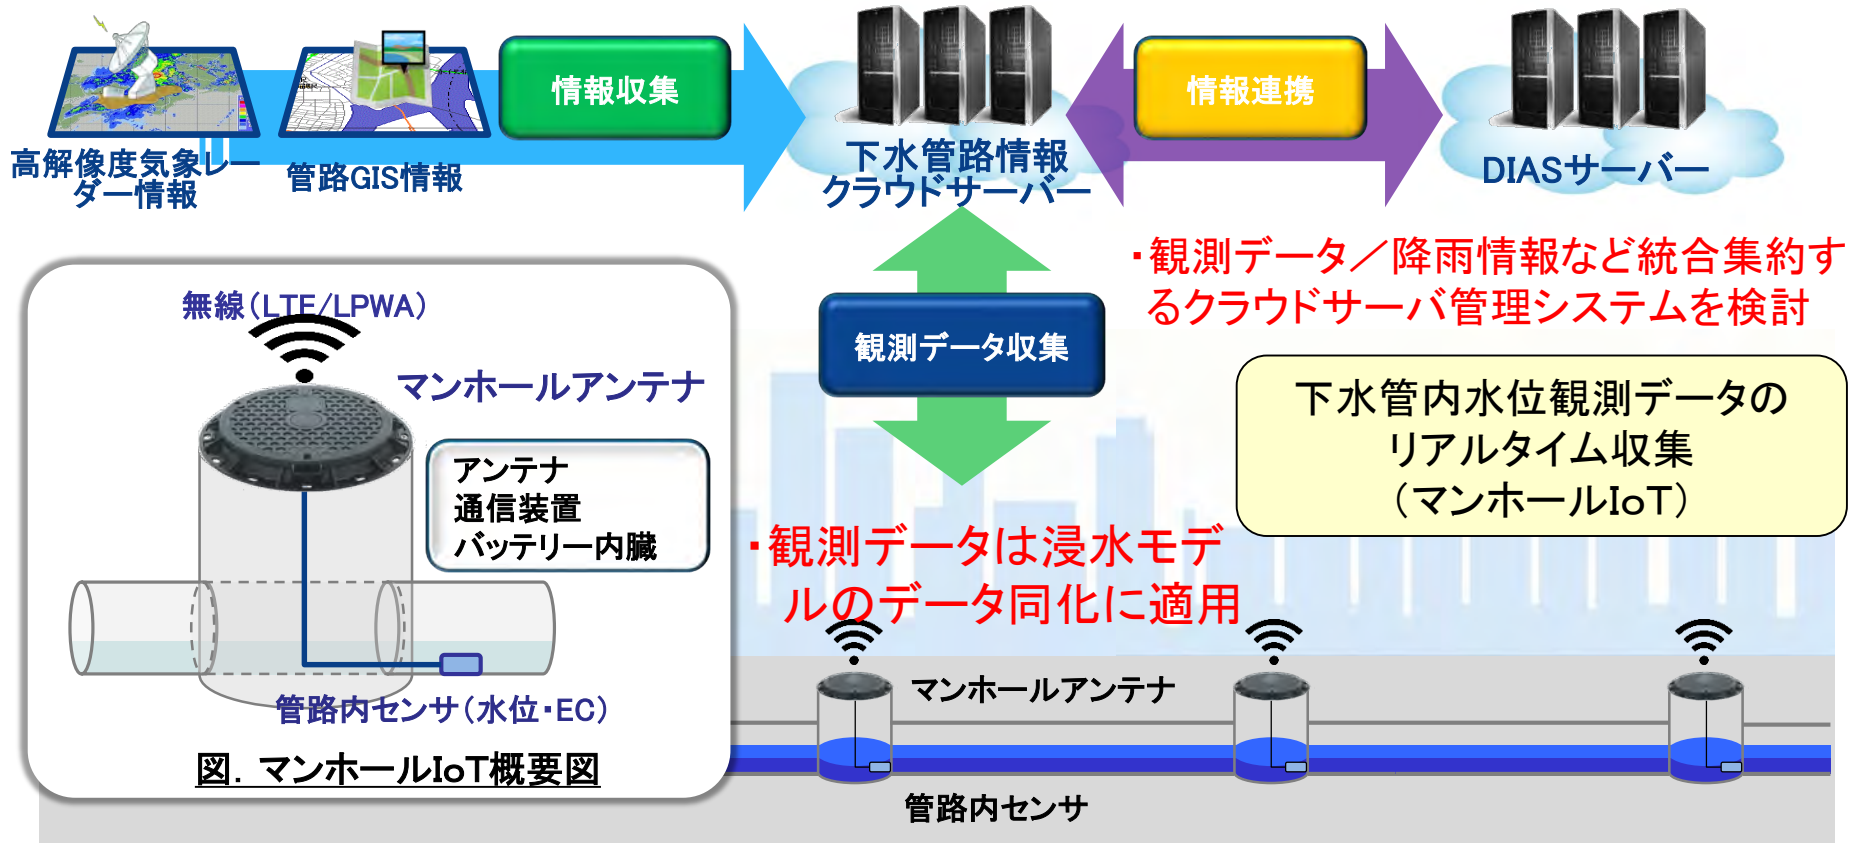 情報収集
情報連携
高解像度気象レー
ダー情報
管路GIS情報
下水管路情報
クラウドサーバー
DIASサーバー
・観測データ／降雨情報など統合集約す
るクラウドサーバ管理システムを検討
無線（LTE/LPWA）
マンホールアンテナ
アンテナ
通信装置
バッテリー内臓
管路内センサ（水位・EC）
図．マンホールIoT概要図
観測データ収集
下水管内水位観測データの
リアルタイム収集
（マンホールIoT）
・観測データは浸水モデ
ルのデータ同化に適用
マンホールアンテナ
管路内センサ